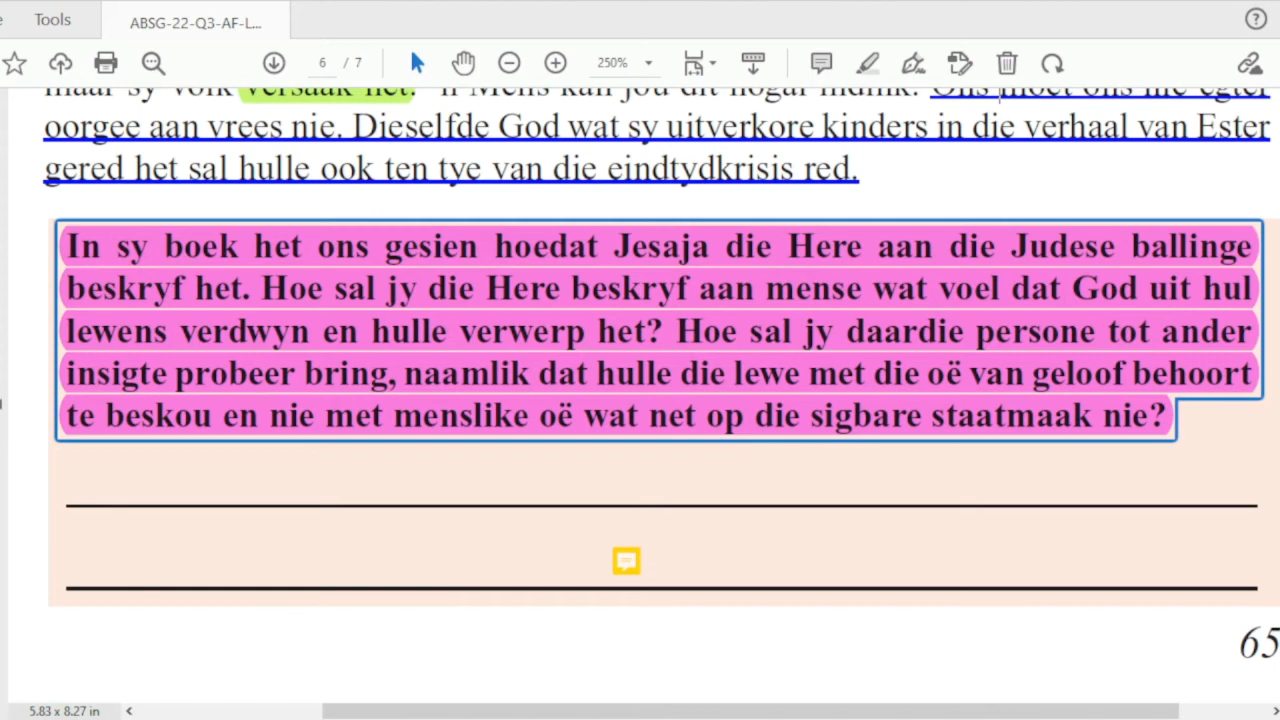 Tools
ABSG-22-Q3-AF-L...
6 / 7
250%
maar sy volk versaak het. 'n Mens kan jou dit nogal indink. Ons moet ons nie egter
oorgee aan vrees nie. Dieselfde God wat sy uitverkore kinders in die verhaal van Ester
gered het sal hulle ook ten tye van die eindtydkrisis red.
In sy boek het ons gesien hoedat Jesaja die Here aan die Judese ballinge
beskryf het. Hoe sal jy die Here beskryf aan mense wat voel dat God uit hul
lewens verdwyn en hulle verwerp het? Hoe sal jy daardie persone tot ander
insigte probeer bring, naamlik dat hulle die lewe met die oë van geloof behoort
te beskou en nie met menslike oë wat net op die sigbare staatmaak nie?
65
5.83 x 8.27 in